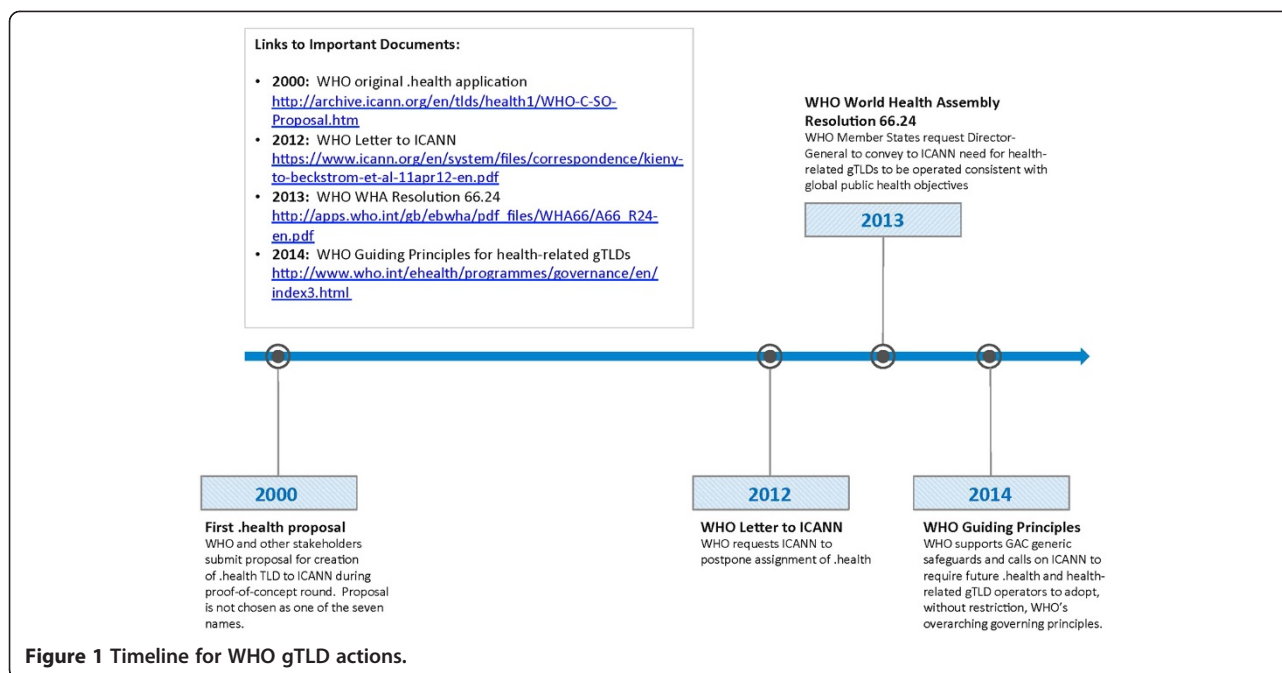 Links to Important Documents:
• 2000: WHO original .health application
http://archive.icann.org/en/tlds/health1/WHO-C-SO-
Proposal.htm
• 2012: WHO Letter to ICANN
https://www.icann.org/en/system/files/correspondence/kieny-
to-beckstrom-et-al-11apr12-en.pdf
• 2013: WHO WHA Resolution 66.24
http://apps.who.int/gb/ebwha/pdf_files/WHA66/A66_R24-
en.pdf
• 2014: WHO Guiding Principles for health-related gTLDs
http://www.who.int/ehealth/programmes/governance/en/
index3.html
WHO World Health Assembly
Resolution 66.24
WHO Member States request Director-
General to convey to ICANN need for health-
related gTLDs to be operated consistent with
global public health objectives
2013
2000
First .health proposal
WHO and other stakeholders
submit proposal for creation
of .health TLD to ICANN during
proof-of-concept round. Proposal
is not chosen as one of the seven
names.
2012
WHO Letter to ICANN
WHO requests ICANN to
postpone assignment of .health
2014
WHO Guiding Principles
WHO supports GAC generic
safeguards and calls on ICANN to
require future .health and health-
related gTLD operators to adopt,
without restriction, WHO's
overarching governing principles.
Figure 1 Timeline for WHO gTLD actions.